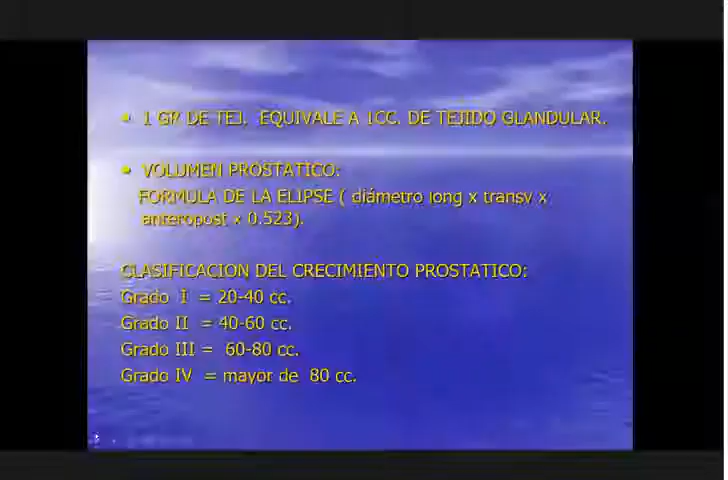 • 1 GR DE TEJ. EQUIVALE A 1CC. DE TEJIDO GLANDULAR.
• VOLUMEN PROSTATICO:
FORMULA DE LA ELIPSE ( diámetro long x transv x
anteropost x 0.523).
CLASIFICACION DEL CRECIMIENTO PROSTATICO:
Grado I = 20-40 cc.
Grado II = 40-60 cc.
Grado III = 60-80 cc.
Grado IV = mayor de 80 cc.